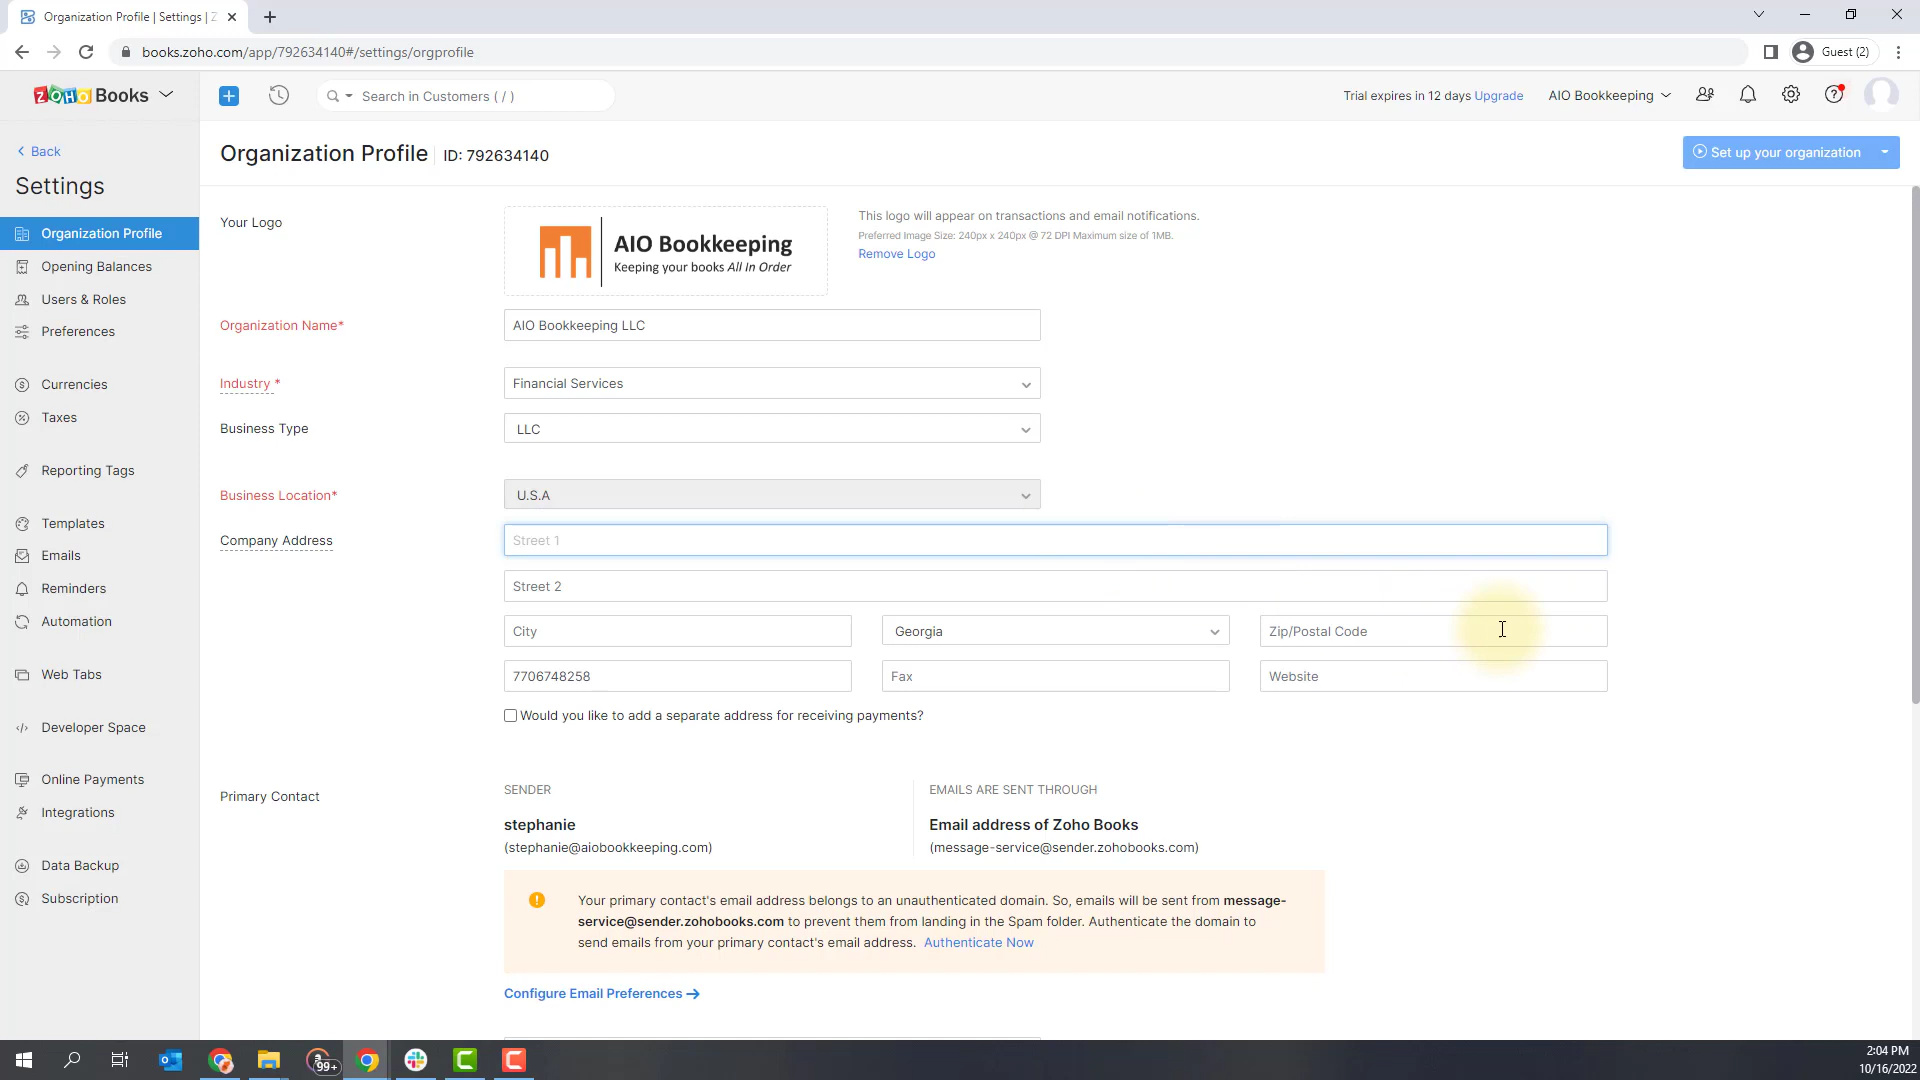 Organization Profile | Settings | Z
books.zoho.com/app/792634140#/settings/orgprofile
Guest (2)
ZOHO Books
Search in Customers ( / )
Trial expires in 12 days Upgrade
AIO Bookkeeping
Back
Settings
Organization Profile
Opening Balances
Users & Roles
Preferences
Currencies
Taxes
Reporting Tags
Templates
Emails
Reminders
Automation
Web Tabs
Developer Space
Online Payments
Integrations
Data Backup
Subscription
Organization Profile ID: 792634140
Set up your organization
Your Logo
AIO Bookkeeping
Keeping your books All In Order
This logo will appear on transactions and email notifications.
Preferred Image Size: 240px x 240px @ 72 DPI Maximum size of 1MB.
Remove Logo
Organization Name*
AIO Bookkeeping LLC
Industry *
Financial Services
Business Type
LLC
Business Location*
U.S.A
Company Address
Street 1
Street 2
City
Georgia
Zip/Postal Code
7706748258
Fax
Website
Would you like to add a separate address for receiving payments?
Primary Contact
SENDER
stephanie
(stephanie@aiobookkeeping.com)
EMAILS ARE SENT THROUGH
Email address of Zoho Books
(message-service@sender.zohobooks.com)
Your primary contact's email address belongs to an unauthenticated domain. So, emails will be sent from message-
service@sender.zohobooks.com to prevent them from landing in the Spam folder. Authenticate the domain to
send emails from your primary contact's email address. Authenticate Now
Configure Email Preferences →
99+
2:04 PM
10/16/2022